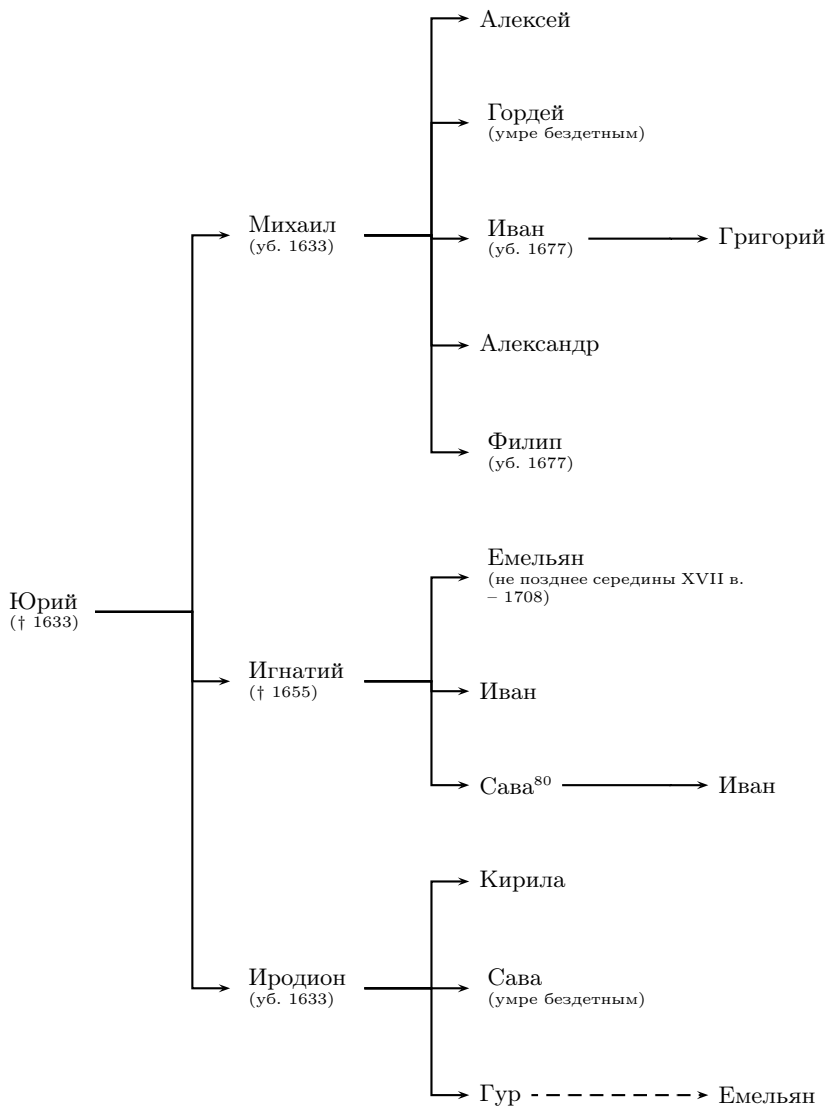 Алексей
Гордей
(умре бездетным)
Михаил
(уб. 1633)
Иван
(уб. 1677)
Григорий
Александр
Филип
(уб. 1677)
Юрий
(† 1633)
Емельян
(не позднее середины XVII в.
– 1708)
Игнатий
(† 1655)
Иван
Сава⁸⁰
Иван
Кирила
Иродион
(уб. 1633)
Сава
(умре бездетным)
Гур
Емельян